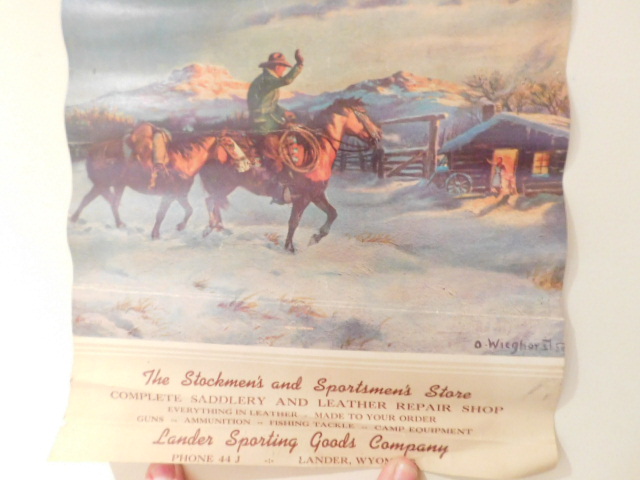 O. Wieghorst
The Stockmen's and Sportsmen's Store
COMPLETE SADDLERY AND LEATHER REPAIR SHOP
EVERYTHING IN LEATHER - MADE TO YOUR ORDER
GUNS - AMMUNITION - FISHING TACKLE - CAMP EQUIPMENT
Lander Sporting Goods Company
PHONE 44 J LANDER, WYOM